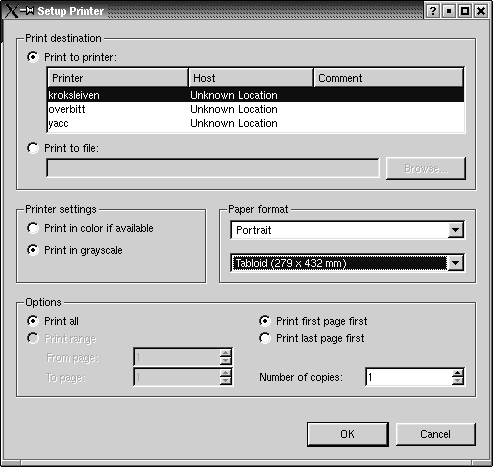 Setup Printer
Print destination
Print to printer:
Printer Host Comment
kroksleiven Unknown Location
overbitt Unknown Location
yacc Unknown Location
Print to file:
Browse...
Printer settings
Print in color if available
Print in grayscale
Paper format
Portrait
Tabloid (279 x 432 mm)
Options
Print all
Print range
From page: 1
To page: 1
Print first page first
Print last page first
Number of copies: 1
OK Cancel